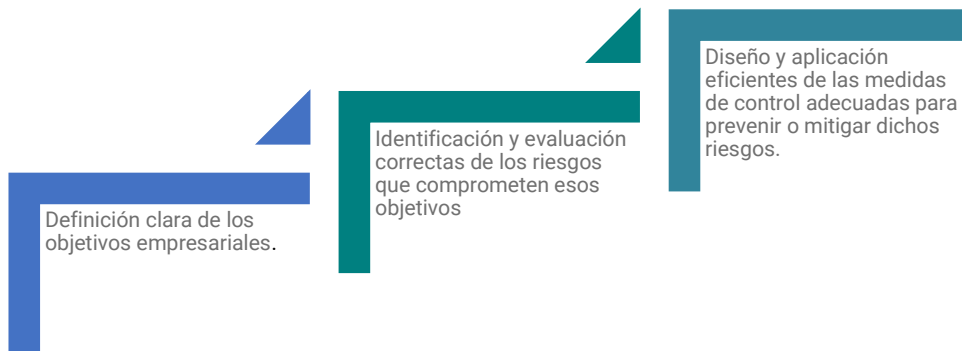 Definición clara de los
objetivos empresariales.
Identificación y evaluación
correctas de los riesgos
que comprometen esos
objetivos
Diseño y aplicación
eficientes de las medidas
de control adecuadas para
prevenir o mitigar dichos
riesgos.